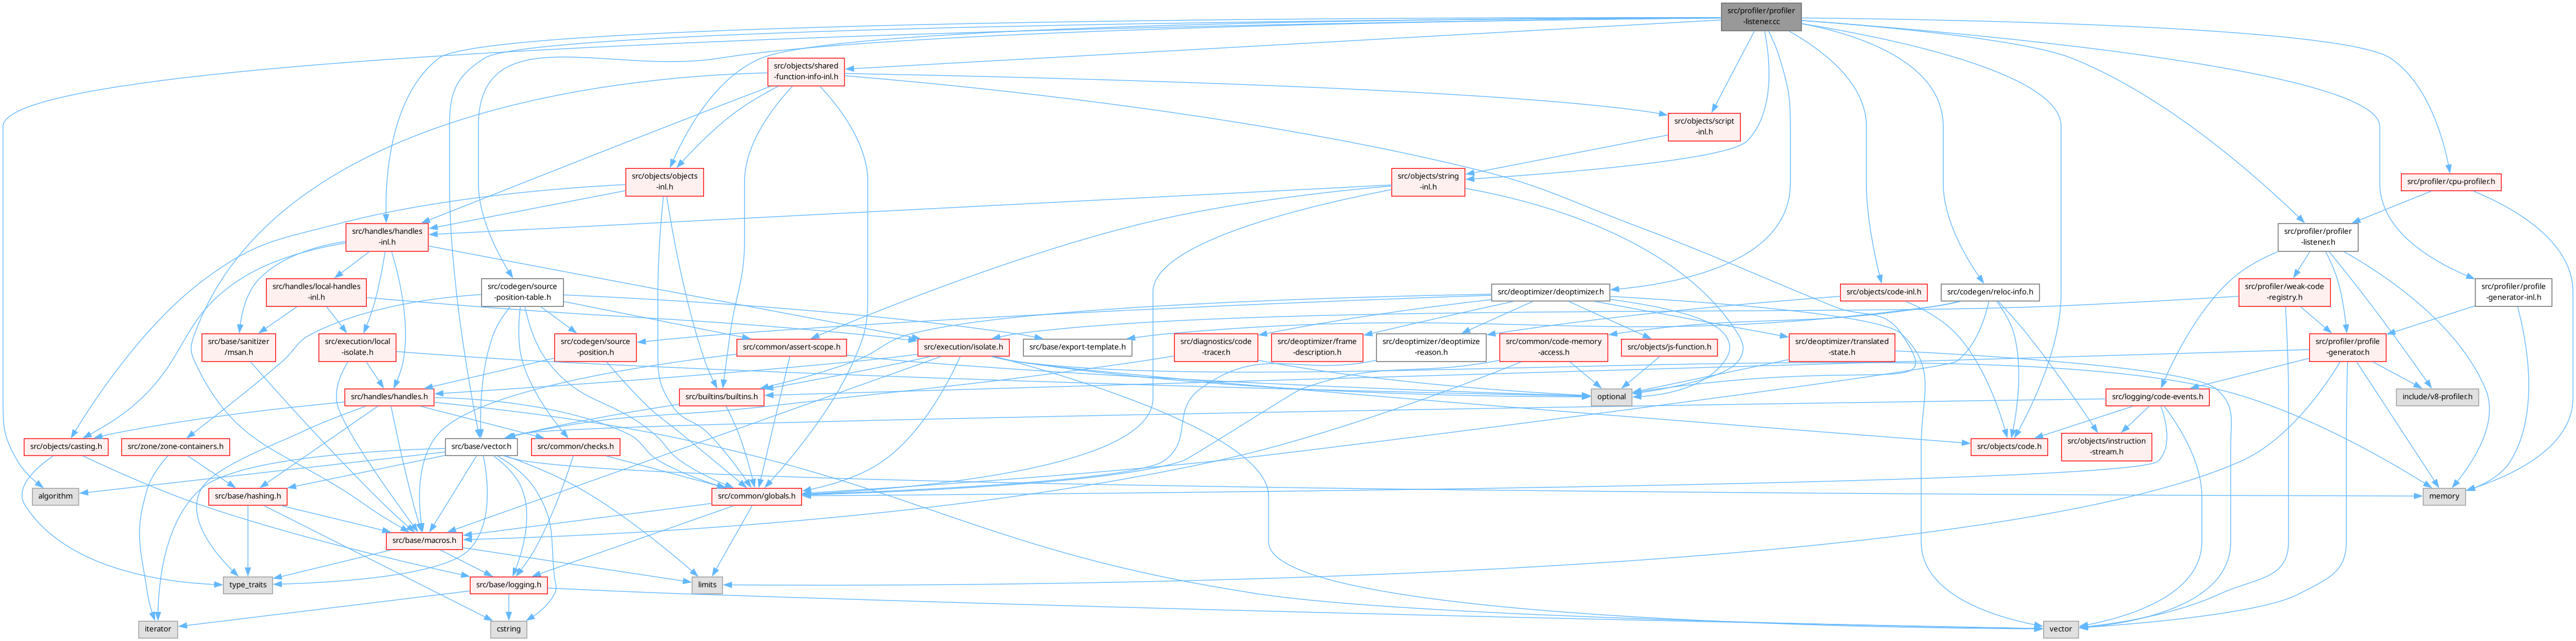 src/profiler/profiler
-listener.cc
src/objects/shared
-function-info-inl.h
src/objects/script
-inl.h
src/objects/objects
-inl.h
src/objects/string
-inl.h
src/profiler/cpu-profiler.h
src/handles/handles
-inl.h
src/profiler/profiler
-listener.h
src/handles/local-handles
-inl.h
src/codegen/source
-position-table.h
src/deoptimizer/deoptimizer.h
src/objects/code-inl.h
src/codegen/reloc-info.h
src/profiler/weak-code
-registry.h
src/profiler/profile
-generator-inl.h
src/base/sanitizer
/msan.h
src/execution/local
-isolate.h
src/codegen/source
-position.h
src/common/assert-scope.h
src/execution/isolate.h
src/base/export-template.h
src/diagnostics/code
-tracer.h
src/deoptimizer/frame
-description.h
src/deoptimizer/deoptimize
-reason.h
src/common/code-memory
-access.h
src/objects/js-function.h
src/deoptimizer/translated
-state.h
src/profiler/profile
-generator.h
src/handles/handles.h
src/builtins/builtins.h
optional
src/logging/code-events.h
include/v8-profiler.h
src/objects/casting.h
src/zone/zone-containers.h
src/base/vector.h
src/common/checks.h
src/objects/code.h
src/objects/instruction
-stream.h
algorithm
src/base/hashing.h
src/common/globals.h
memory
src/base/macros.h
type_traits
src/base/logging.h
limits
iterator
cstring
vector